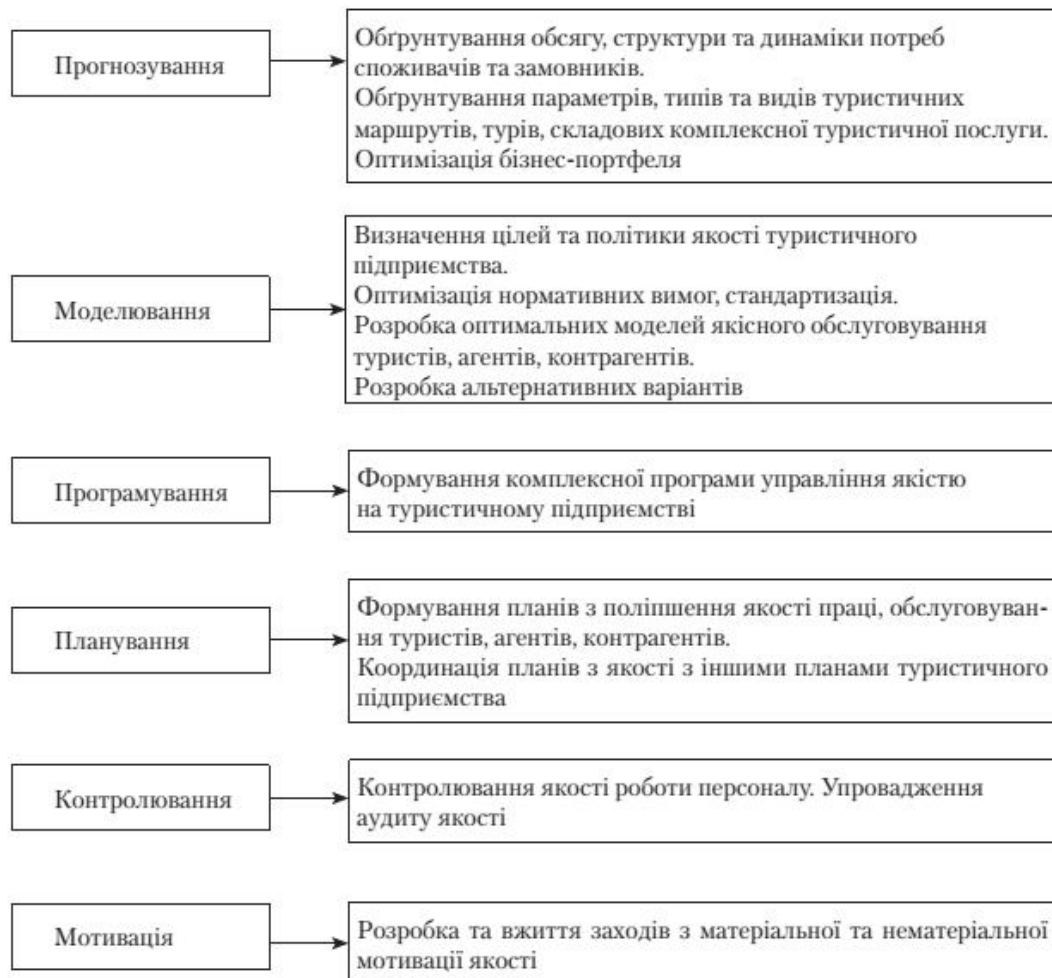 Прогнозування
Обґрунтування обсягу, структури та динаміки потреб
споживачів та замовників.
Обґрунтування параметрів, типів та видів туристичних
маршрутів, турів, складових комплексної туристичної послуги.
Оптимізація бізнес-портфеля
Моделювання
Визначення цілей та політики якості туристичного
підприємства.
Оптимізація нормативних вимог, стандартизація.
Розробка оптимальних моделей якісного обслуговування
туристів, агентів, контрагентів.
Розробка альтернативних варіантів
Програмування
Формування комплексної програми управління якістю
на туристичному підприємстві
Планування
Формування планів з поліпшення якості праці, обслуговуван-
ня туристів, агентів, контрагентів.
Координація планів з якості з іншими планами туристичного
підприємства
Контролювання
Контролювання якості роботи персоналу. Упровадження
аудиту якості
Мотивація
Розробка та вжиття заходів з матеріальної та нематеріальної
мотивації якості